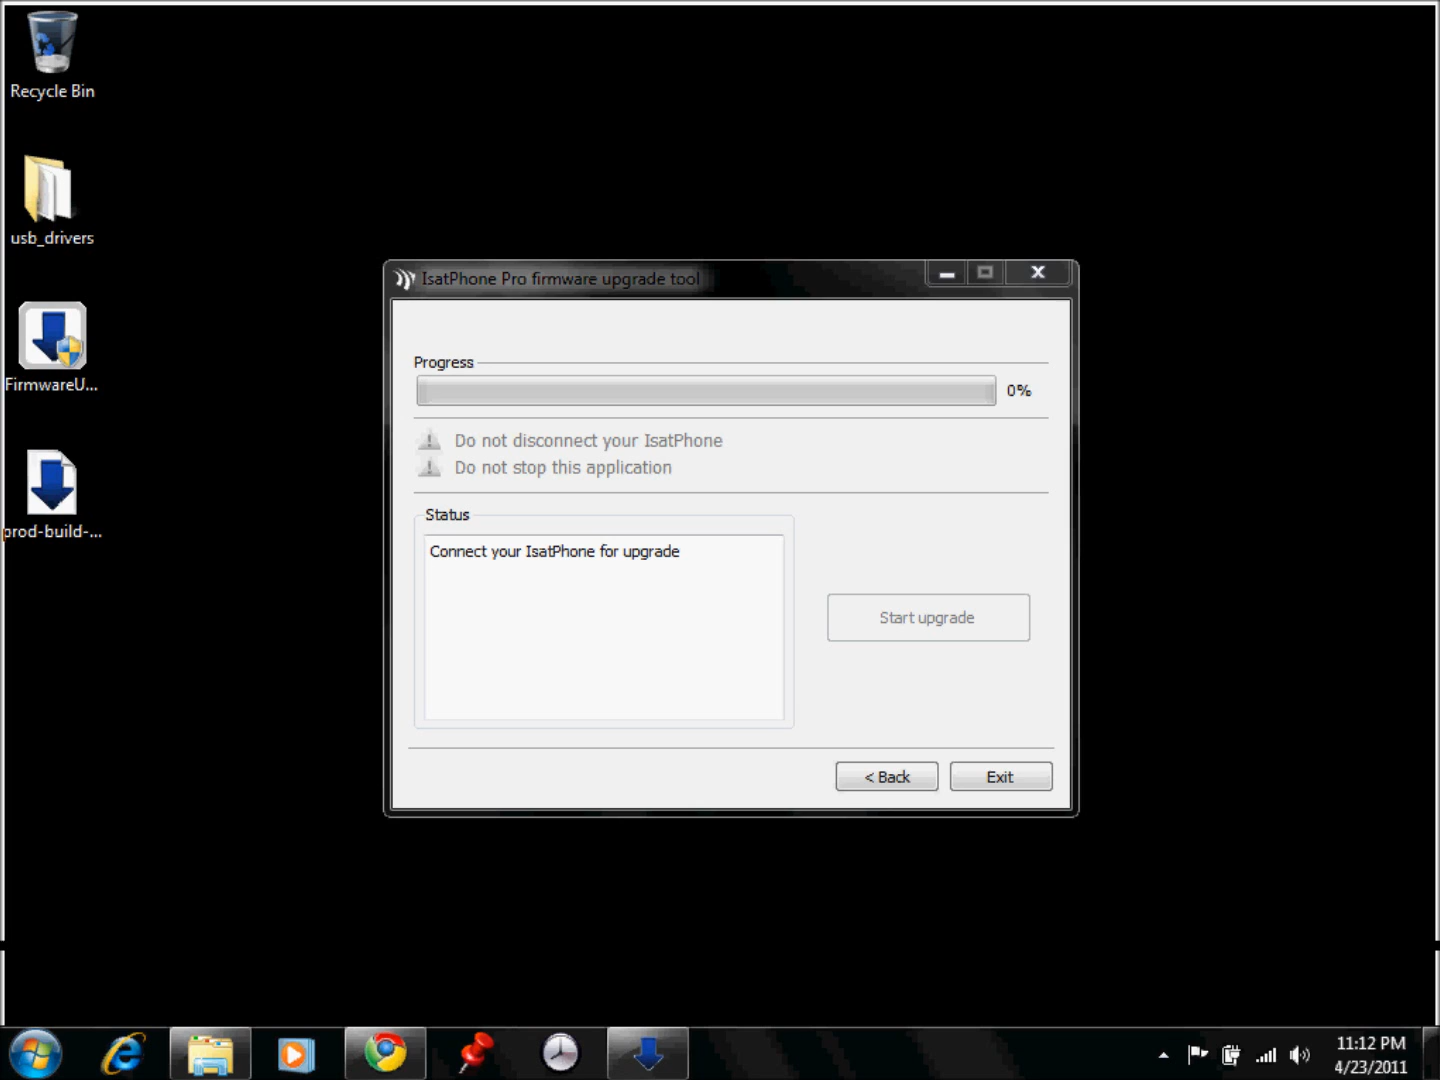 Recycle Bin
usb_drivers
FirmwareU...
prod-build-...
IsatPhone Pro firmware upgrade tool
Progress
0%
Do not disconnect your IsatPhone
Do not stop this application
Status
Connect your IsatPhone for upgrade
Start upgrade
< Back
Exit
11:12 PM
4/23/2011